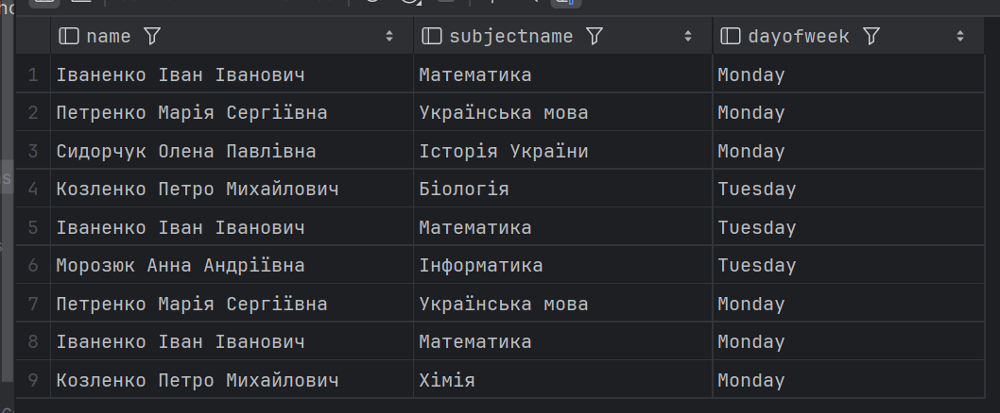 name subjectname dayofweek
1 Іваненко Іван Іванович Математика Monday
2 Петренко Марія Сергіївна Українська мова Monday
3 Сидорчук Олена Павлівна Історія України Monday
4 Козленко Петро Михайлович Біологія Tuesday
5 Іваненко Іван Іванович Математика Tuesday
6 Морозюк Анна Андріївна Інформатика Tuesday
7 Петренко Марія Сергіївна Українська мова Monday
8 Іваненко Іван Іванович Математика Monday
9 Козленко Петро Михайлович Хімія Monday